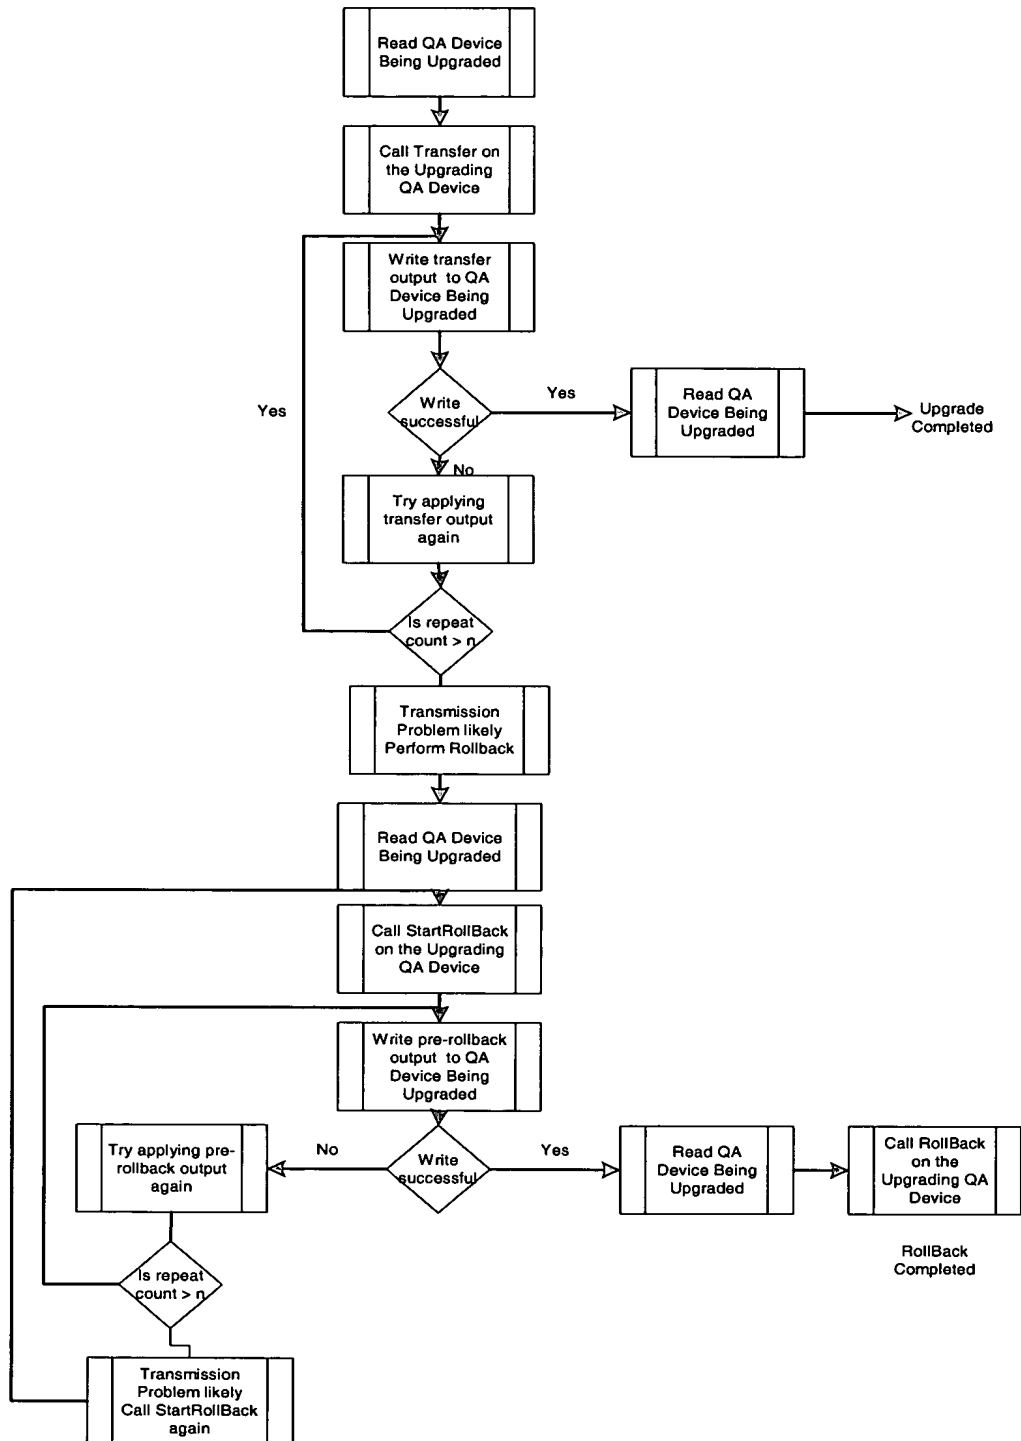 Read QA Device
Being Upgraded
Call Transfer on
the Upgrading
QA Device
Write transfer
output to QA
Device Being
Upgraded
Yes
Write
successful
Yes
Read QA
Device Being
Upgraded
Upgrade
Completed
No
Try applying
transfer output
again
Is repeat
count > n
Transmission
Problem likely
Perform Rollback
Read QA Device
Being Upgraded
Call StartRollBack
on the Upgrading
QA Device
Write pre-rollback
output to QA
Device Being
Upgraded
Try applying pre-
rollback output
again
No
Write
successful
Yes
Read QA
Device Being
Upgraded
Call RollBack
on the
Upgrading QA
Device
RollBack
Completed
Is repeat
count > n
Transmission
Problem likely
Call StartRollBack
again